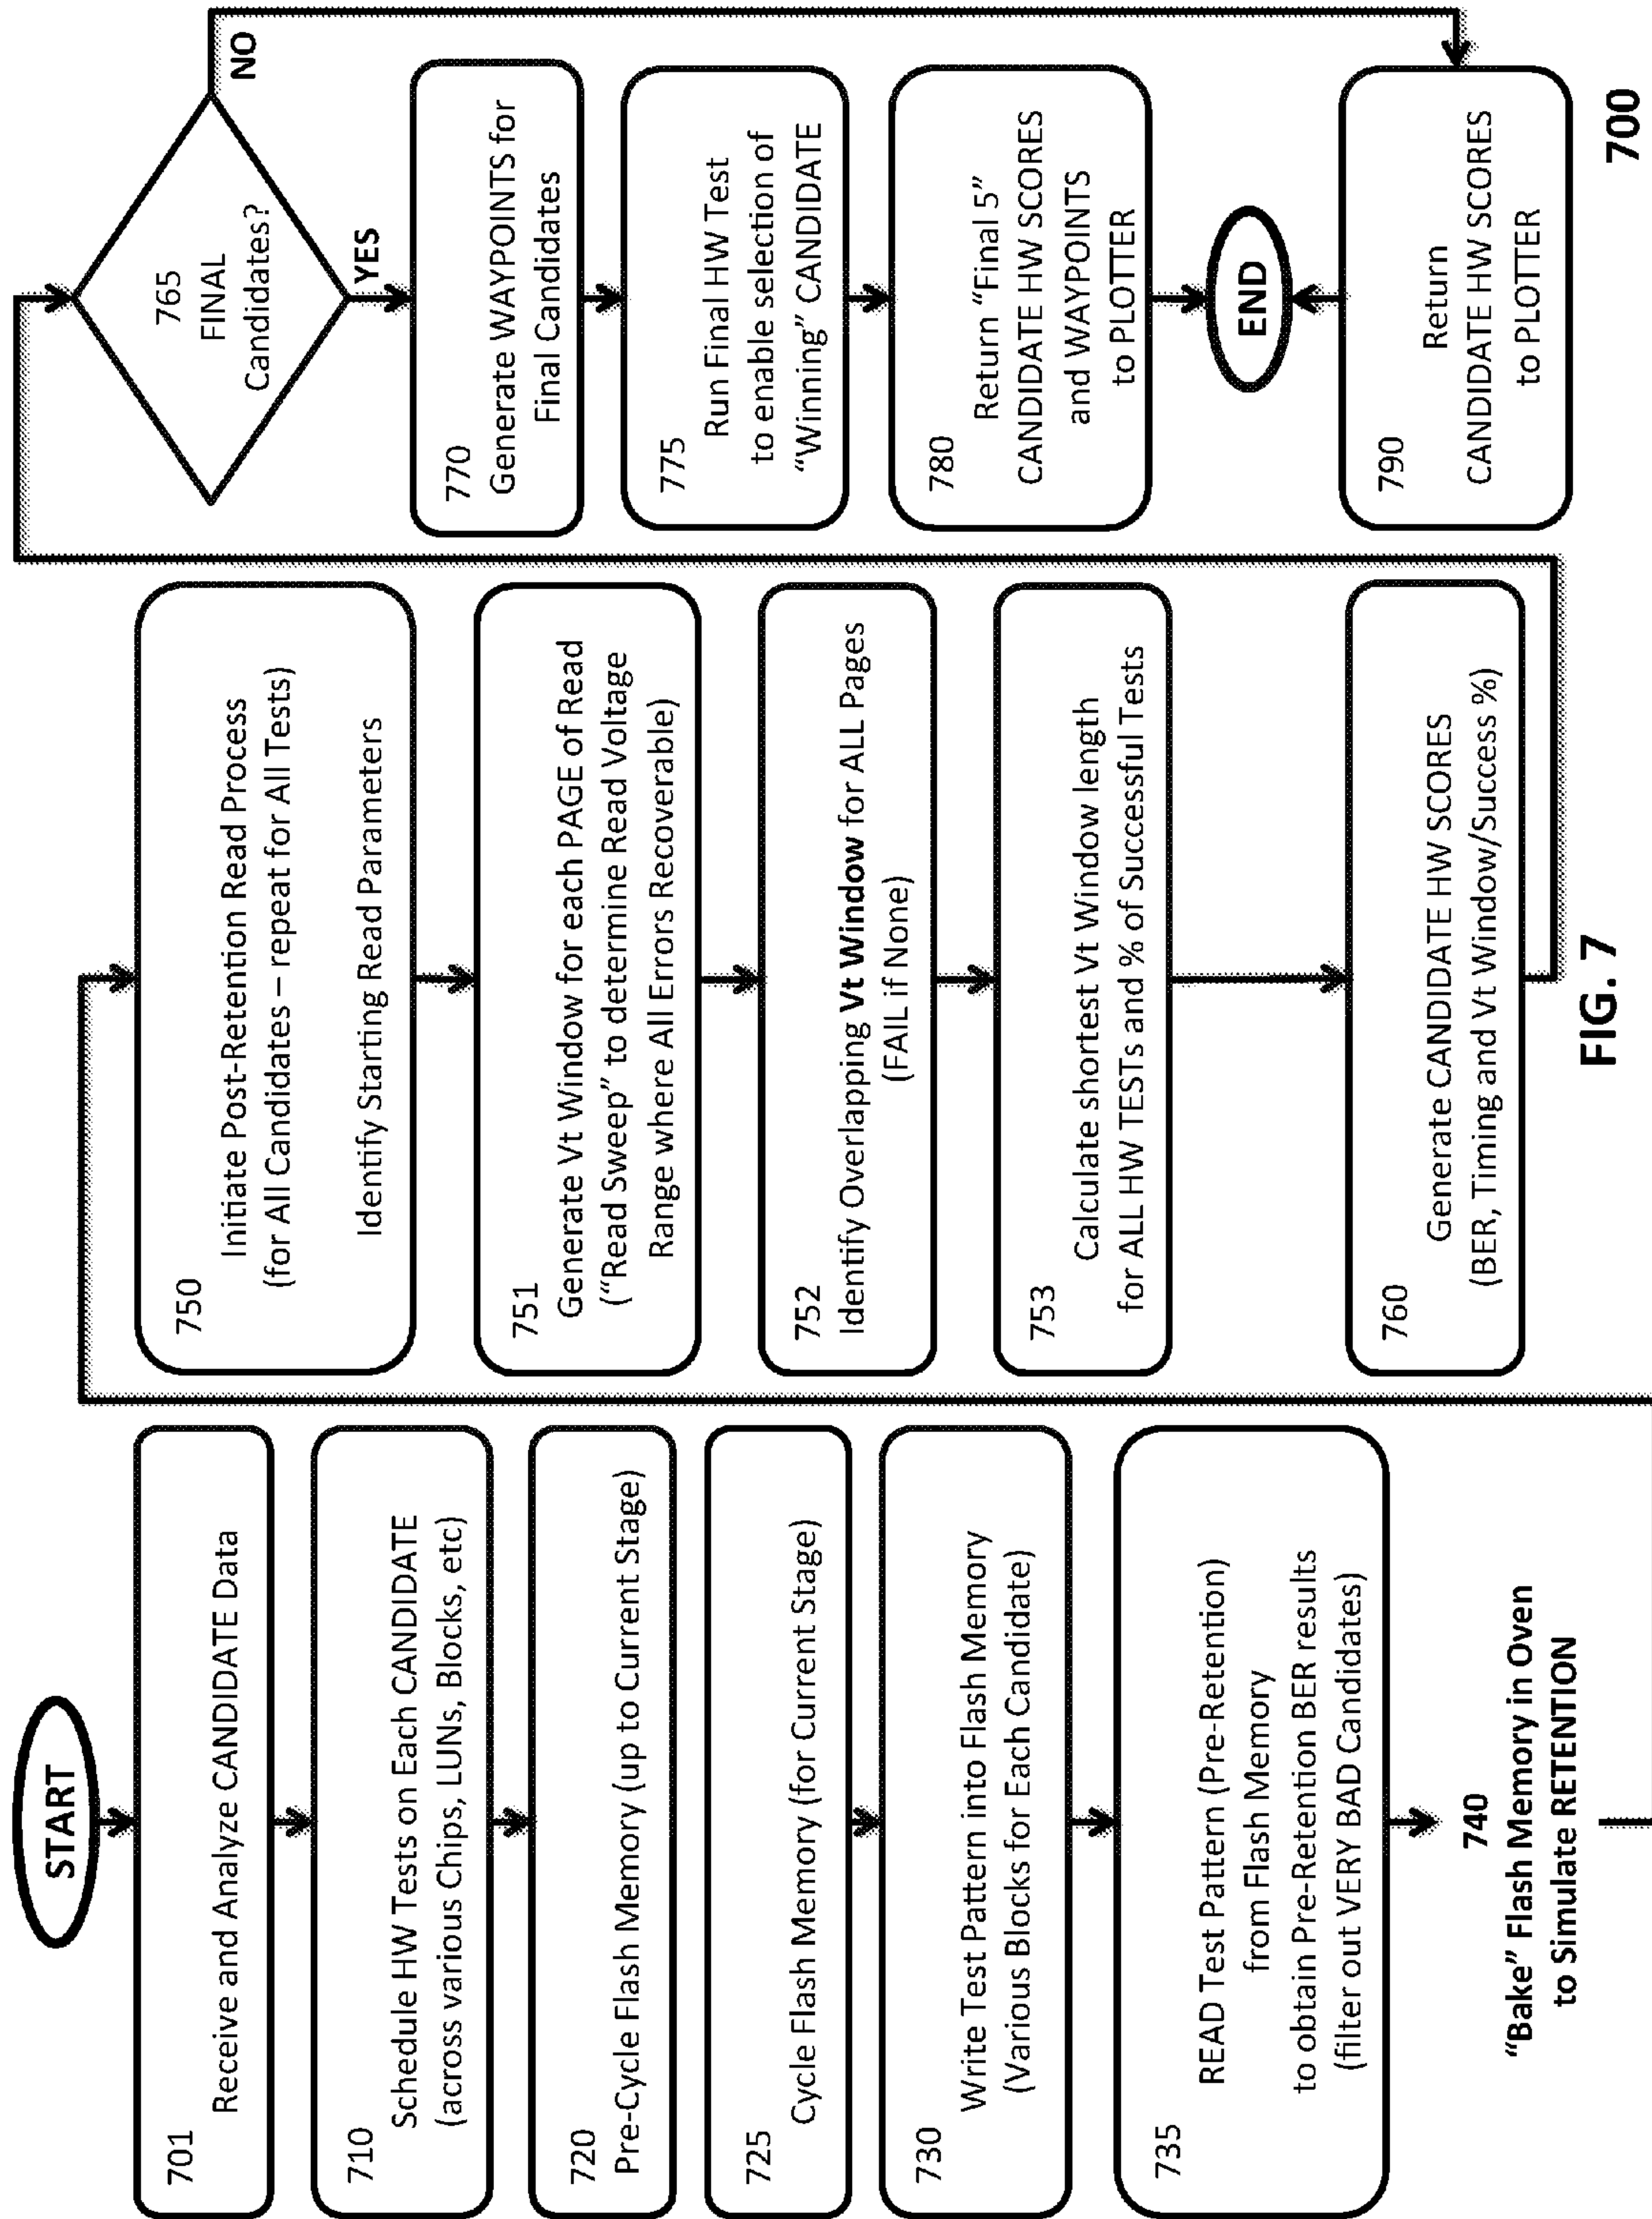 START
701
Receive and Analyze CANDIDATE Data
710
Schedule HW Tests on Each CANDIDATE
(across various Chips, LUNs, Blocks, etc)
720
Pre-Cycle Flash Memory (up to Current Stage)
725
Cycle Flash Memory (for Current Stage)
730
Write Test Pattern into Flash Memory
(Various Blocks for Each Candidate)
735
READ Test Pattern (Pre-Retention)
from Flash Memory
to obtain Pre-Retention BER results
(filter out VERY BAD Candidates)
740
“Bake” Flash Memory in Oven
to Simulate RETENTION
750
Initiate Post-Retention Read Process
(for All Candidates – repeat for All Tests)
Identify Starting Read Parameters
751
Generate Vt Window for each PAGE of Read
(“Read Sweep” to determine Read Voltage
Range where All Errors Recoverable)
752
Identify Overlapping Vt Window for ALL Pages
(FAIL if None)
753
Calculate shortest Vt Window length
for ALL HW TESTs and % of Successful Tests
760
Generate CANDIDATE HW SCORES
(BER, Timing and Vt Window/Success %)
765
FINAL
Candidates?
NO
YES
770
Generate WAYPOINTS for
Final Candidates
775
Run Final HW Test
to enable selection of
“Winning” CANDIDATE
780
Return “Final 5”
CANDIDATE HW SCORES
and WAYPOINTS
to PLOTTER
END
790
Return
CANDIDATE HW SCORES
to PLOTTER
700
FIG. 7